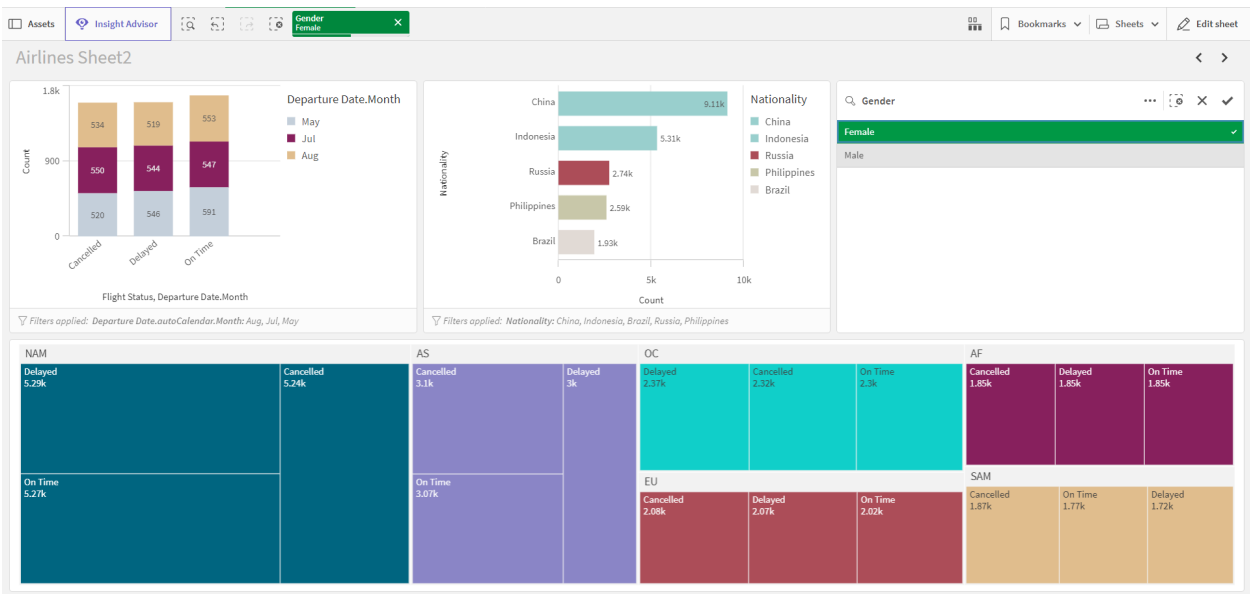 Assets
Insight Advisor
Gender
Female
Bookmarks
Sheets
Edit sheet
Airlines Sheet2
1.8k
900
0
Count
534
519
553
550
544
547
520
546
591
Cancelled
Delayed
On Time
Flight Status, Departure Date.Month
Departure Date.Month
May
Jul
Aug
Filters applied: Departure Date.autoCalendar.Month: Aug, Jul, May
Nationality
China
9.11k
Indonesia
5.31k
Russia
2.74k
Philippines
2.59k
Brazil
1.93k
0
5k
10k
Count
Nationality
China
Indonesia
Russia
Philippines
Brazil
Filters applied: Nationality: China, Indonesia, Brazil, Russia, Philippines
Gender
Female
Male
NAM
Delayed
5.29k
Cancelled
5.24k
On Time
5.27k
AS
Cancelled
3.1k
Delayed
3k
On Time
3.07k
OC
Delayed
2.37k
Cancelled
2.32k
On Time
2.3k
EU
Cancelled
2.08k
Delayed
2.07k
On Time
2.02k
AF
Cancelled
1.85k
Delayed
1.85k
On Time
1.85k
SAM
Cancelled
1.87k
On Time
1.77k
Delayed
1.72k